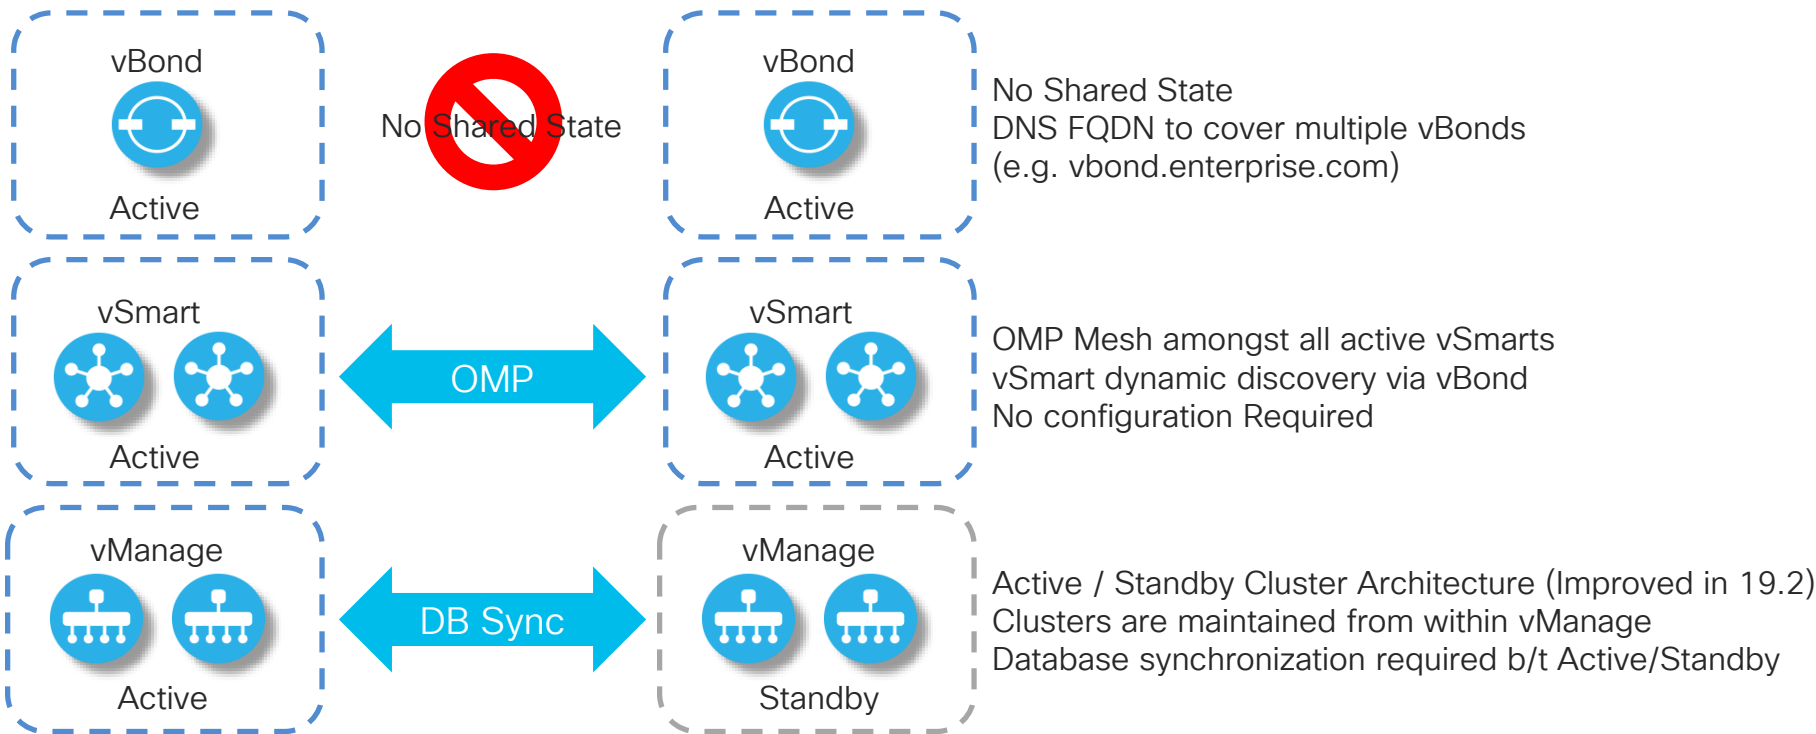 vBond
Active
No Shared State
vBond
Active
No Shared State
DNS FQDN to cover multiple vBonds
(e.g. vbond.enterprise.com)
vSmart
Active
OMP
vSmart
Active
OMP Mesh amongst all active vSmarts
vSmart dynamic discovery via vBond
No configuration Required
vManage
Active
DB Sync
vManage
Standby
Active / Standby Cluster Architecture (Improved in 19.2)
Clusters are maintained from within vManage
Database synchronization required b/t Active/Standby